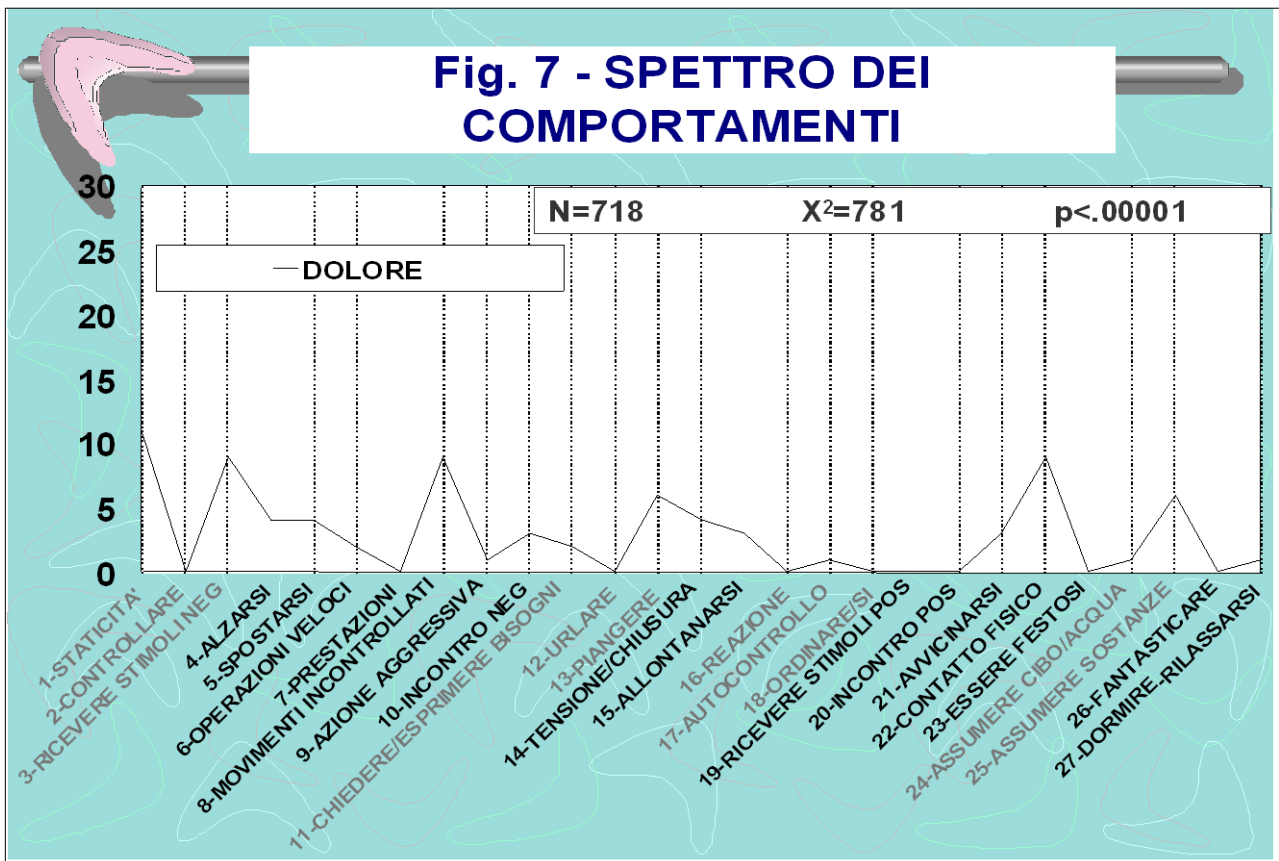 Fig. 7 - SPETTRO DEI
COMPORTAMENTI
N=718 X²=781 p<.00001
DOLORE
30
25
20
15
10
5
0
1-STATICITA'
2-CONTROLLARE
3-RICEVERE STIMOLI NEG
4-ALZARSI
5-SPOSTARSI
6-OPERAZIONI VELOCI
7-PRESTAZIONI
8-MOVIMENTI INCONTROLLATI
9-AZIONE AGGRESSIVA
10-INCONTRO NEG
11-CHIEDERE/ESPRIMERE BISOGNI
12-URLARE
13-PIANGERE
14-TENSIONE/CHIUSURA
15-ALLONTANARSI
16-REAZIONE
17-AUTOCONTROLLO
18-ORDINARE/SI
19-RICEVERE STIMOLI POS
20-INCONTRO POS
21-AVVICINARSI
22-CONTATTO FISICO
23-ESSERE FESTOSI
24-ASSUMERE CIBO/ACQUA
25-ASSUMERE SOSTANZE
26-FANTASTICARE
27-DORMIRE-RILASSARSI